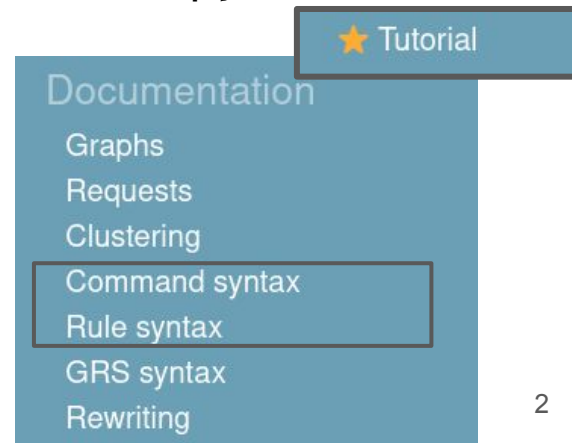 Tutorial
Documentation
Graphs
Requests
Clustering
Command syntax
Rule syntax
GRS syntax
Rewriting
2